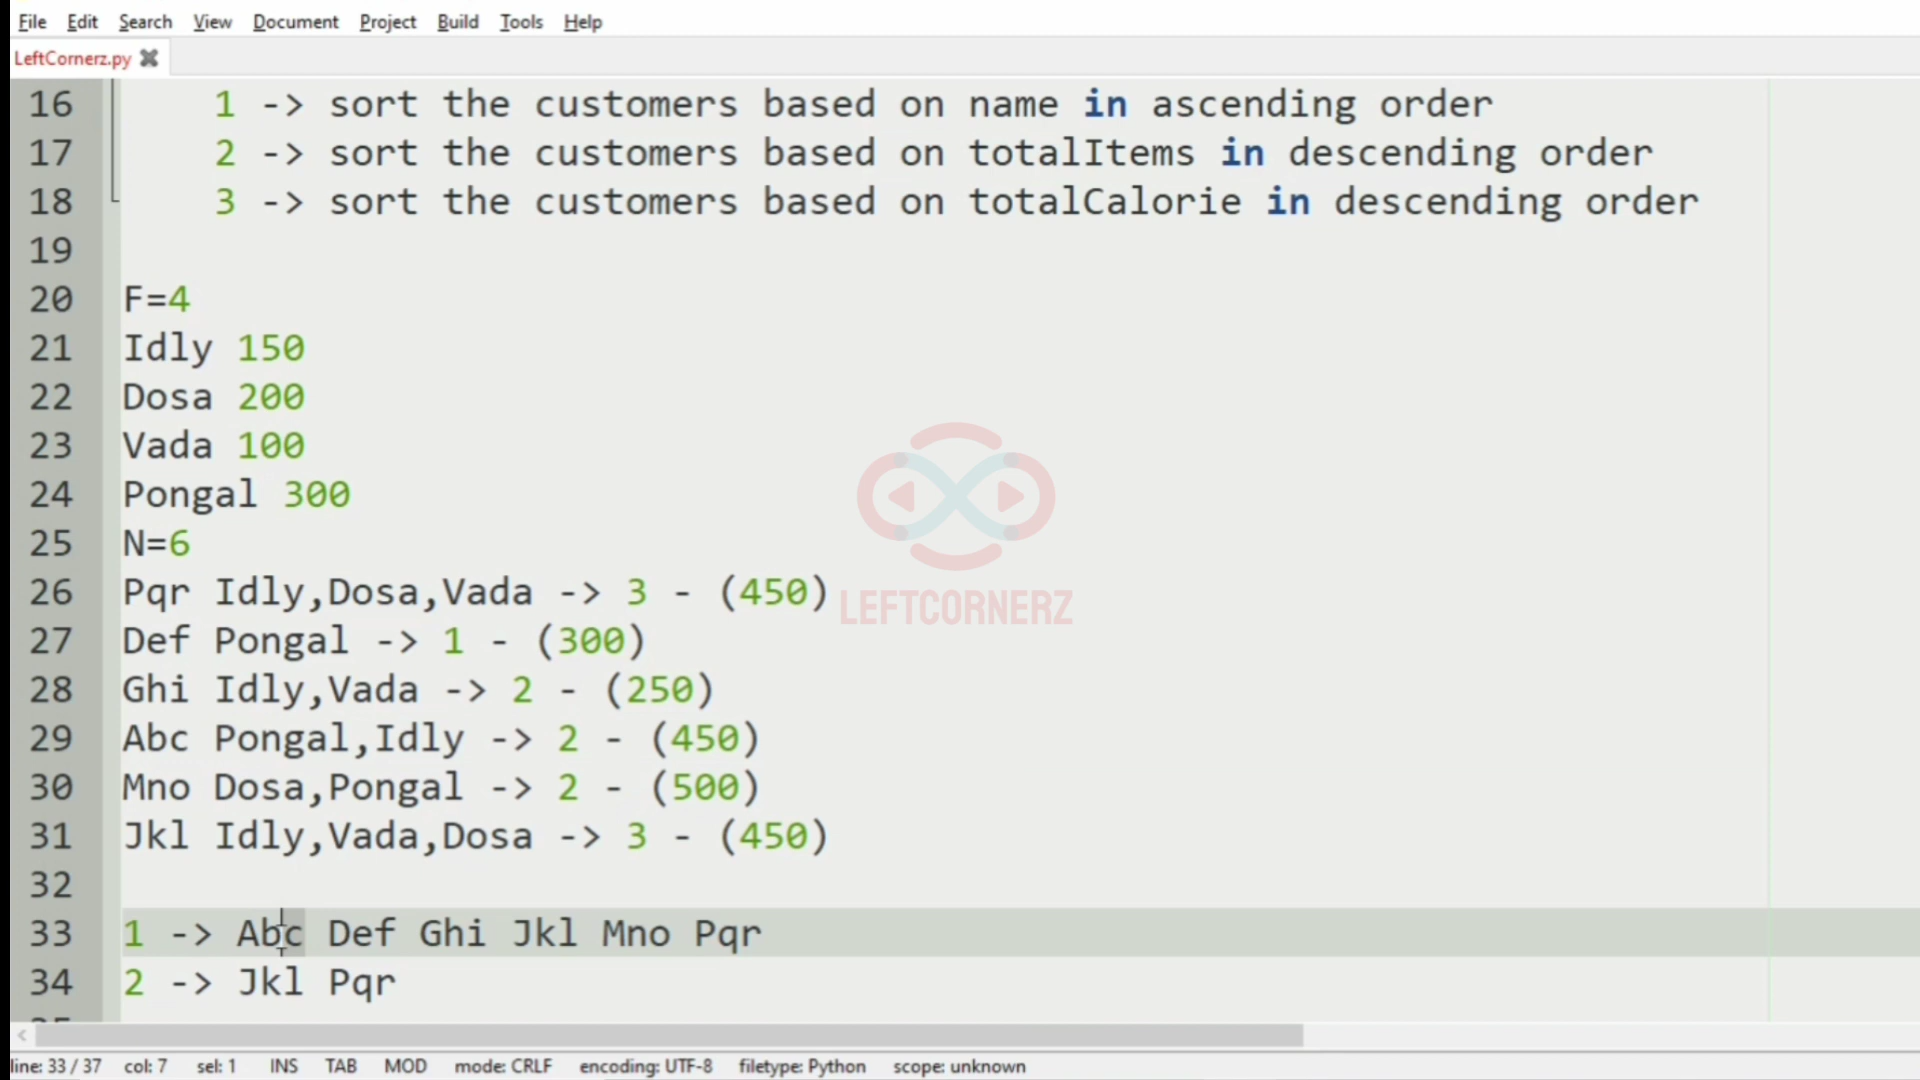 File Edit Search View Document Project Build Tools Help
LeftCornerz.py
16 1 -> sort the customers based on name in ascending order
17 2 -> sort the customers based on totalItems in descending order
18 3 -> sort the customers based on totalCalorie in descending order
19
20 F=4
21 Idly 150
22 Dosa 200
23 Vada 100
24 Pongal 300
25 N=6
26 Pqr Idly,Dosa,Vada -> 3 - (450)
27 Def Pongal -> 1 - (300)
28 Ghi Idly,Vada -> 2 - (250)
29 Abc Pongal,Idly -> 2 - (450)
30 Mno Dosa,Pongal -> 2 - (500)
31 Jkl Idly,Vada,Dosa -> 3 - (450)
32
33 1 -> Abc Def Ghi Jkl Mno Pqr
34 2 -> Jkl Pqr
LEFTCORNERZ
line: 33 / 37 col: 7 sel: 1 INS TAB MOD mode: CRLF encoding: UTF-8 filetype: Python scope: unknown